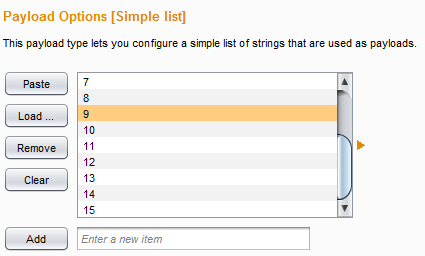 Payload Options [Simple list]
This payload type lets you configure a simple list of strings that are used as payloads.
Paste
Load ...
Remove
Clear
7
8
9
10
11
12
13
14
15
Add
Enter a new item